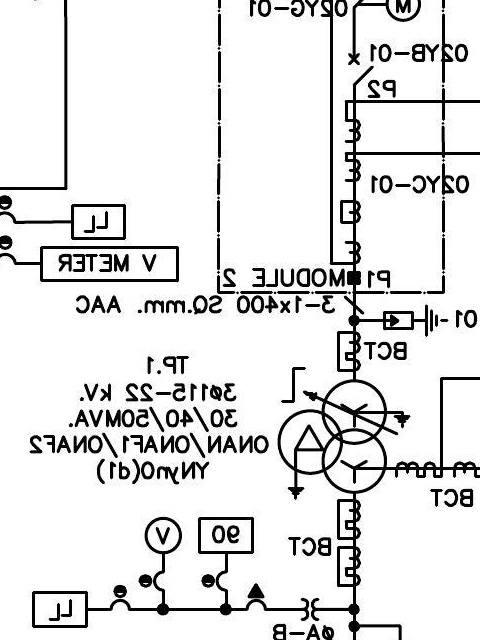 M
02YG-01
02YB-01
P2
02YC-01
LL
V METER
P1
MODULE 2
3-1x400 SQ.mm. AAC
BCT
TP.1
3ø115-22 kV.
30/40/50MVA.
ONAN/ONAF1/ONAF2
YNyn0(d1)
BCT
V
90
BCT
LL
øA-B